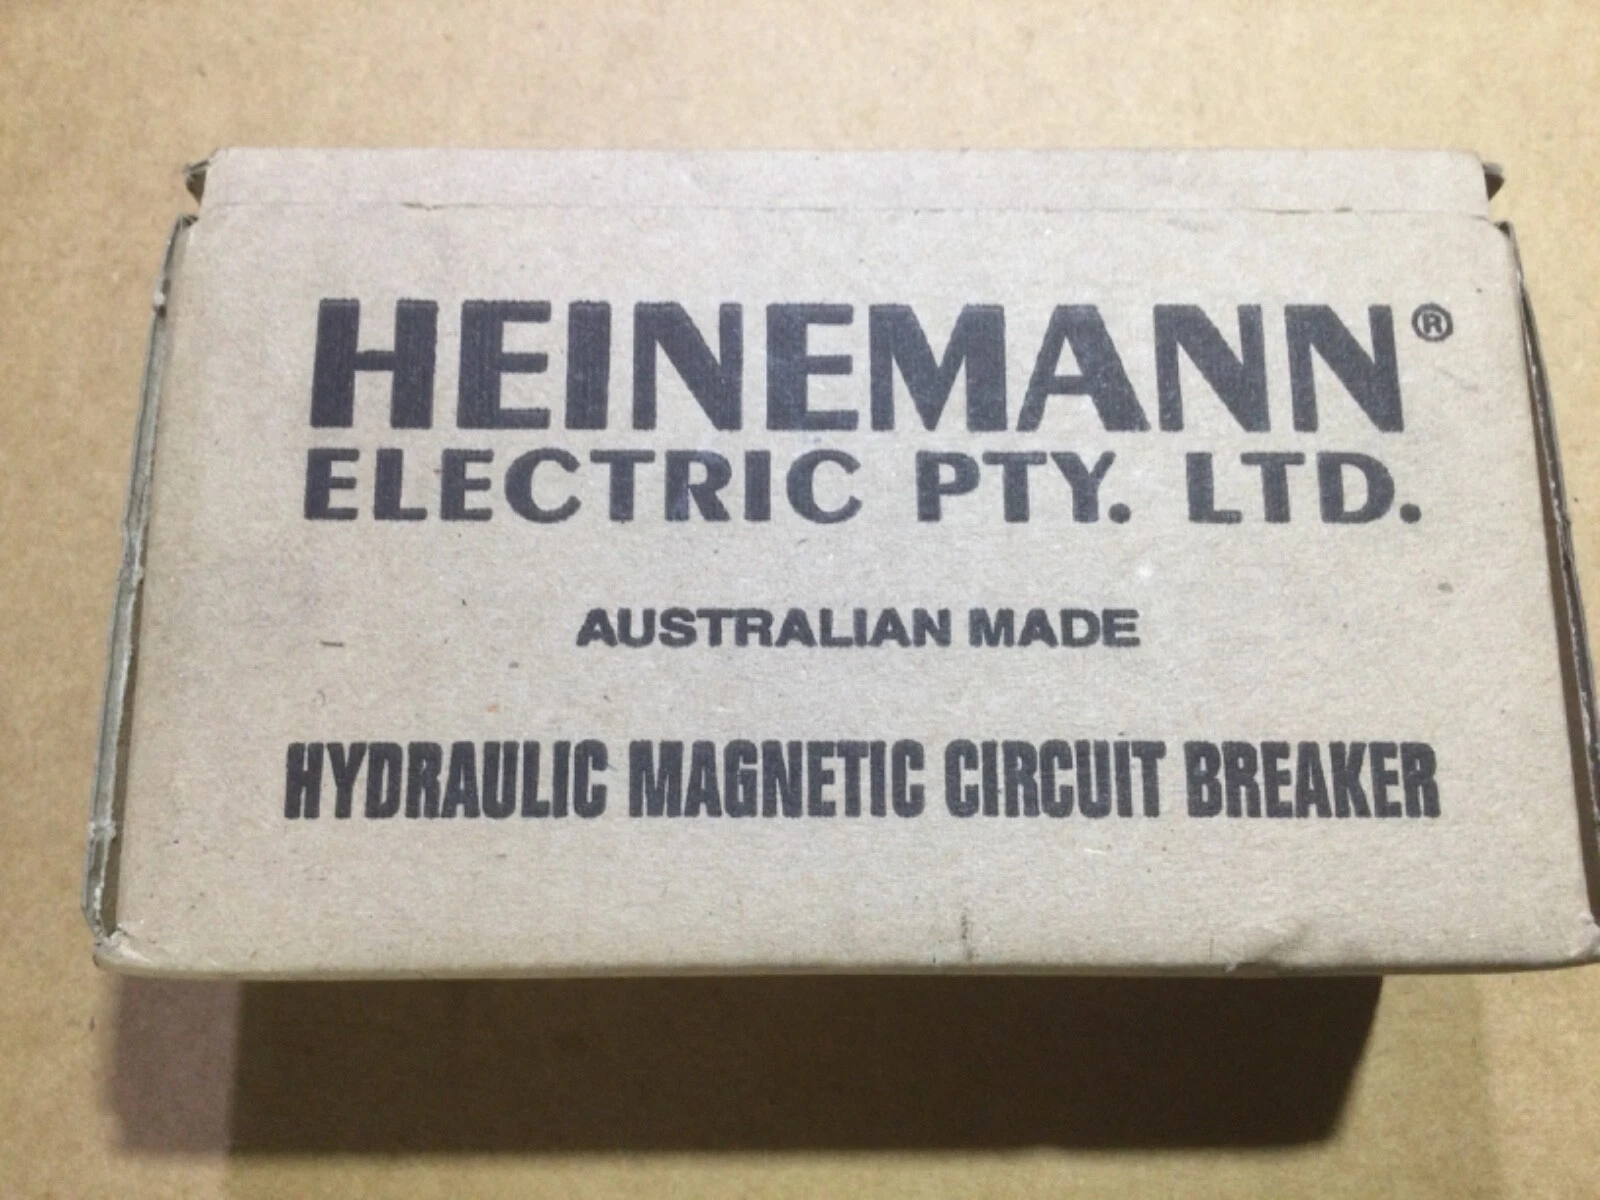 HEINEMANN®
ELECTRIC PTY. LTD.
AUSTRALIAN MADE
HYDRAULIC MAGNETIC CIRCUIT BREAKER